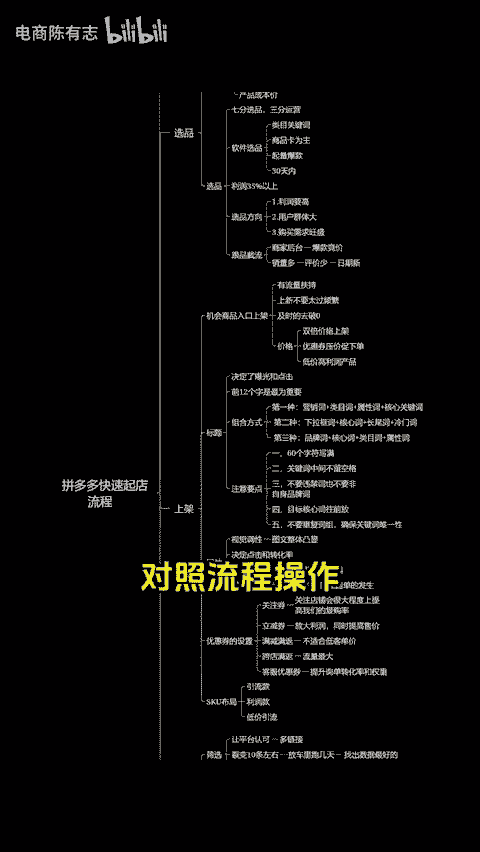 电商陈有志 bilibili
产品成本价
选品
七分选品，三分运营
软件选品
类目关键词
商品卡为主
起量爆款
30天内
选品
利润35%以上
选品方向
1.利润要高
2.用户群体大
3.购买需求旺盛
跟品截流
商家后台 — 爆款竞价
销量多 — 评价少 — 日期新
拼多多快速起店流程
上架
机会商品入口上架
有流量扶持
上新不要太过频繁
及时的去破0
价格
双倍价格上架
优惠券压价促下单
低价高利润产品
标题
决定了曝光和点击
前12个字是最为重要
组合方式
第一种：营销词+类目词+属性词+核心关键词
第二种：下拉框词+核心词+长尾词+冷门词
第三种：品牌词+核心词+类目词+属性词
注意要点
一，60个字符写满
二，关键词中间不留空格
三，不要违禁词也不要非自身品牌词
四，目标核心词往前放
五，不要重复词组，确保关键词唯一性
视觉调性 — 图文整体凸显
决定点击和转化率
对照流程操作
单的发生
优惠券的设置
关注券 — 关注店铺会很大程度上提高我们的复购率
立减券 — 放大利润，同时提高售价
满减满返 — 不适合低客单价
跨店满返 — 流量最大
客服优惠券 — 提升询单转化率和权重
SKU布局
引流款
利润款
低价引流
筛选
让平台认可 — 多链接
裂变10条左右 — 放车里跑几天 — 找出数据最好的